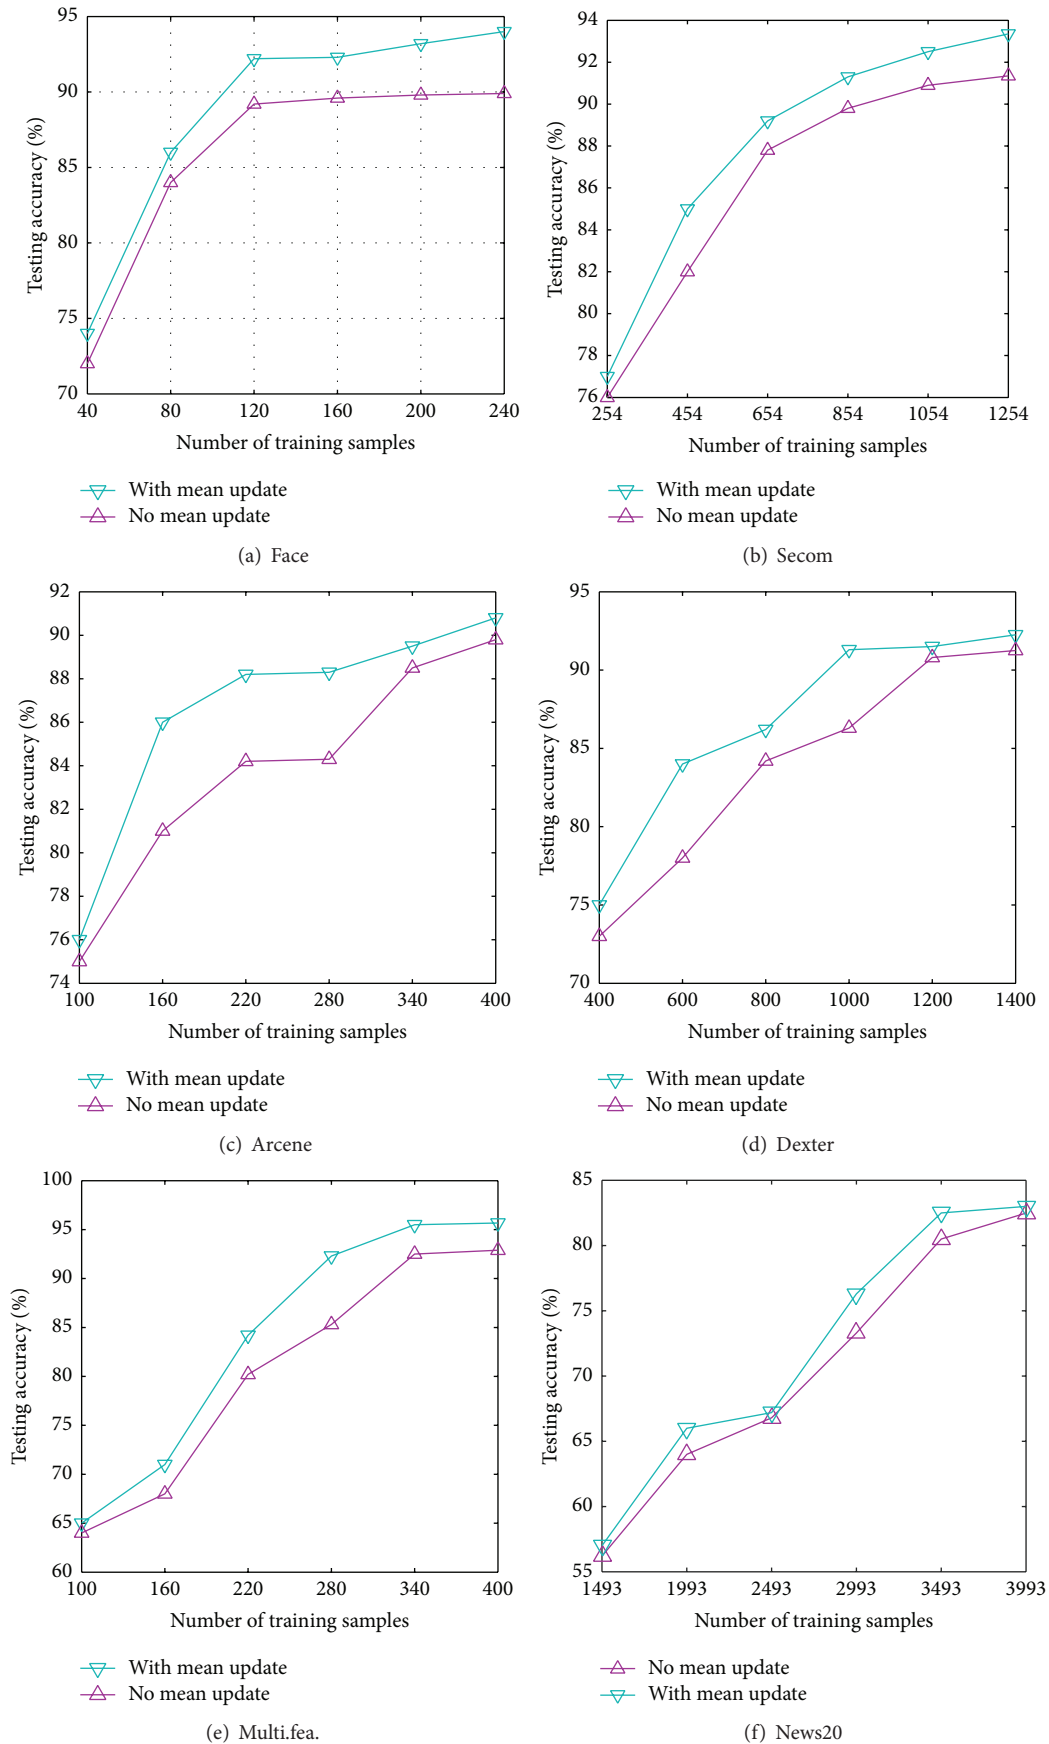 95
90
85
80
75
70
Testing accuracy (%)
40 80 120 160 200 240
Number of training samples
With mean update
No mean update
(a) Face
94
92
90
88
86
84
82
80
78
76
Testing accuracy (%)
254 454 654 854 1054 1254
Number of training samples
With mean update
No mean update
(b) Secom
92
90
88
86
84
82
80
78
76
74
Testing accuracy (%)
100 160 220 280 340 400
Number of training samples
With mean update
No mean update
(c) Arcene
95
90
85
80
75
70
Testing accuracy (%)
400 600 800 1000 1200 1400
Number of training samples
With mean update
No mean update
(d) Dexter
100
95
90
85
80
75
70
65
60
Testing accuracy (%)
100 160 220 280 340 400
Number of training samples
With mean update
No mean update
(e) Multi.fea.
85
80
75
70
65
60
55
Testing accuracy (%)
1493 1993 2493 2993 3493 3993
Number of training samples
No mean update
With mean update
(f) News20